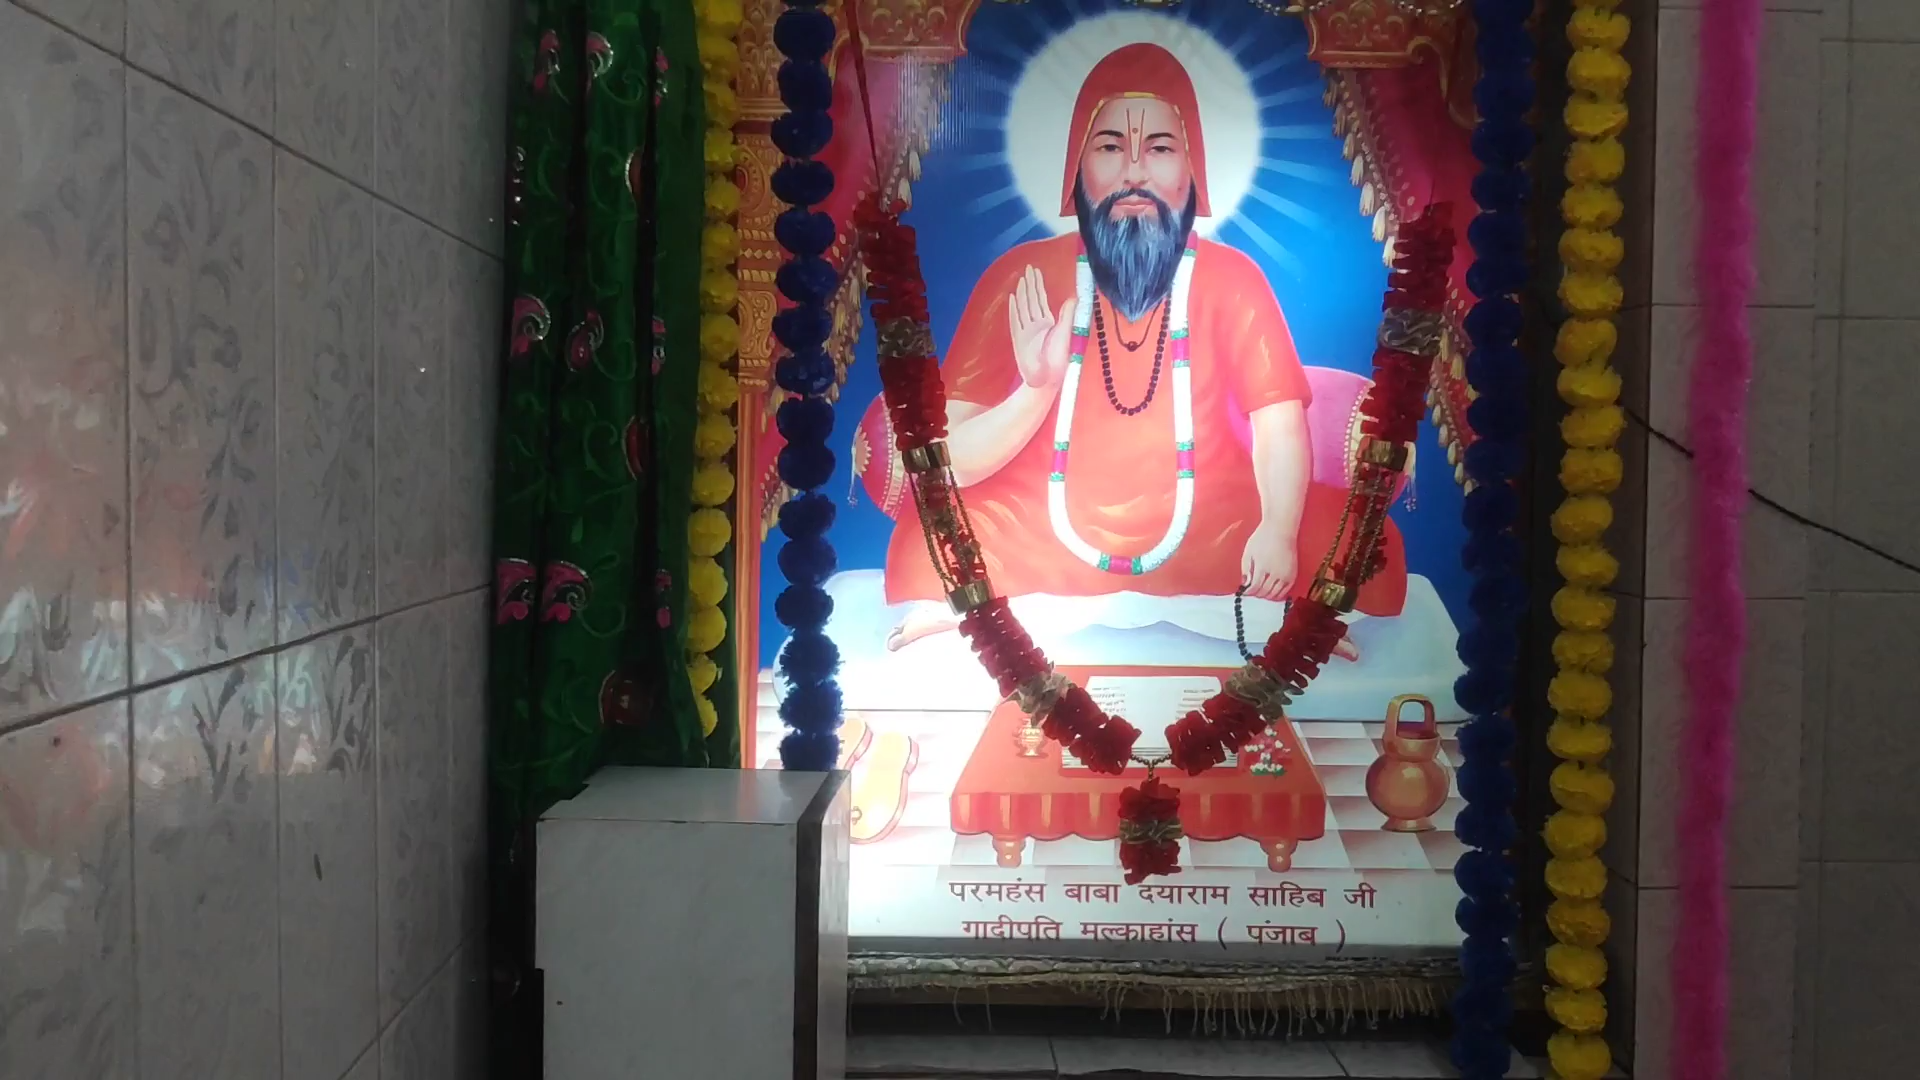 परमहंस बाबा दयाराम साहिब जी
गादीपति मल्काहांस ( पंजाब )